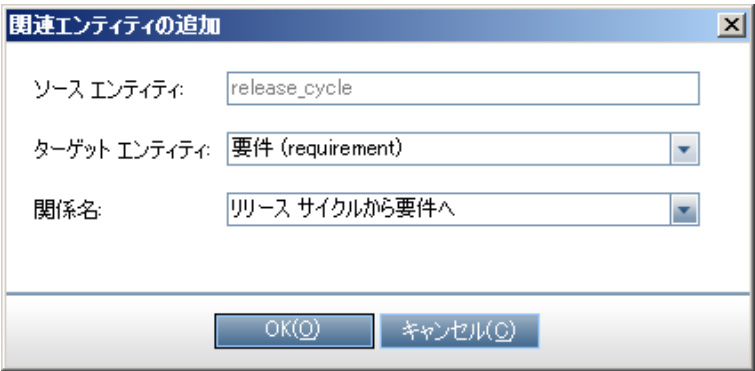 関連エンティティの追加
ソース エンティティ: release_cycle
ターゲット エンティティ: 要件 (requirement)
関係名: リリース サイクルから要件へ
OK(O) キャンセル(C)